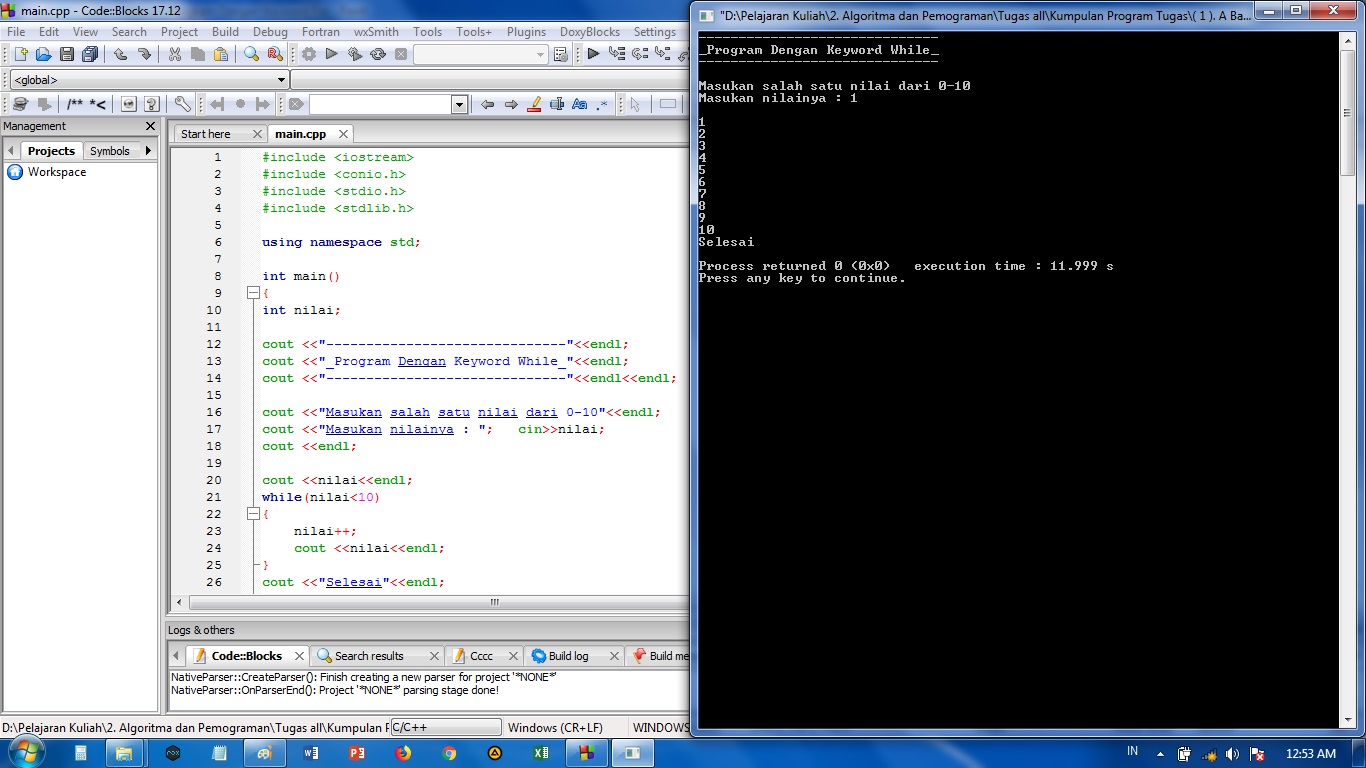 main.cpp - Code::Blocks 17.12
File Edit View Search Project Build Debug Fortran wxSmith Tools Tools+ Plugins DoxyBlocks Settings
<global>
/** *<
Aa .*
Management
Projects Symbols
Workspace
Start here main.cpp
1 #include <iostream>
2 #include <conio.h>
3 #include <stdio.h>
4 #include <stdlib.h>
5
6 using namespace std;
7
8 int main()
9 {
10 int nilai;
11
12 cout <<"------------------------------"<<endl;
13 cout <<"_Program Dengan Keyword While_"<<endl;
14 cout <<"------------------------------"<<endl<<endl;
15
16 cout <<"Masukan salah satu nilai dari 0-10"<<endl;
17 cout <<"Masukan nilainya : "; cin>>nilai;
18 cout <<endl;
19
20 cout <<nilai<<endl;
21 while(nilai<10)
22 {
23 nilai++;
24 cout <<nilai<<endl;
25 }
26 cout <<"Selesai"<<endl;
Logs & others
Code::Blocks Search results Cccc Build log Build me
NativeParser::CreateParser(): Finish creating a new parser for project '*NONE*'
NativeParser::OnParserEnd(): Project '*NONE*' parsing stage done!
D:\Pelajaran Kuliah\2. Algoritma dan Pemograman\Tugas all\Kumpulan P C/C++ Windows (CR+LF) WINDOWS
"D:\Pelajaran Kuliah\2. Algoritma dan Pemograman\Tugas all\Kumpulan Program Tugas\( 1 ). A Ba...
------------------------------
_Program Dengan Keyword While_
------------------------------
Masukan salah satu nilai dari 0-10
Masukan nilainya : 1
1
2
3
4
5
6
7
8
9
10
Selesai
Process returned 0 (0x0) execution time : 11.999 s
Press any key to continue.
IN 12:53 AM